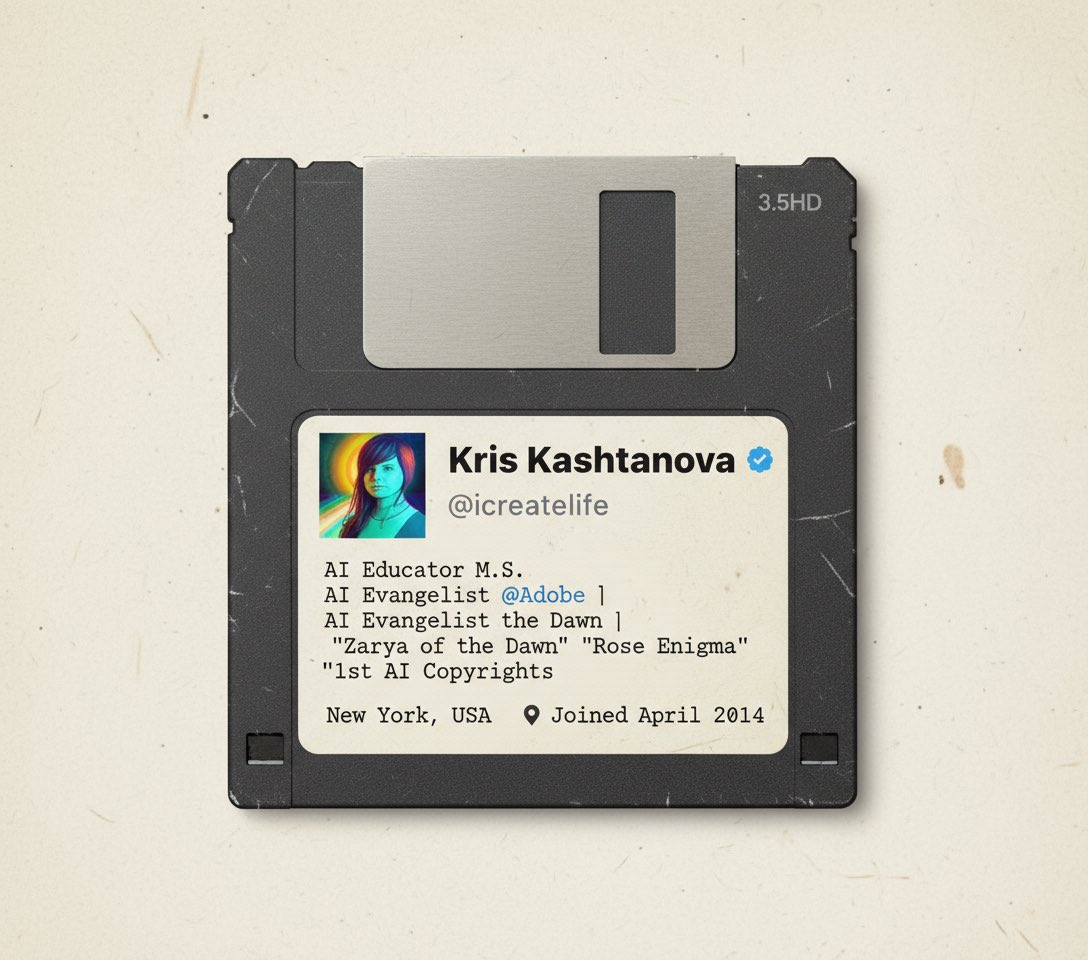 3.5HD
Kris Kashtanova
@icreatelife
AI Educator M.S.
AI Evangelist @Adobe |
AI Evangelist the Dawn |
"Zarya of the Dawn" "Rose Enigma"
"1st AI Copyrights
New York, USA Joined April 2014